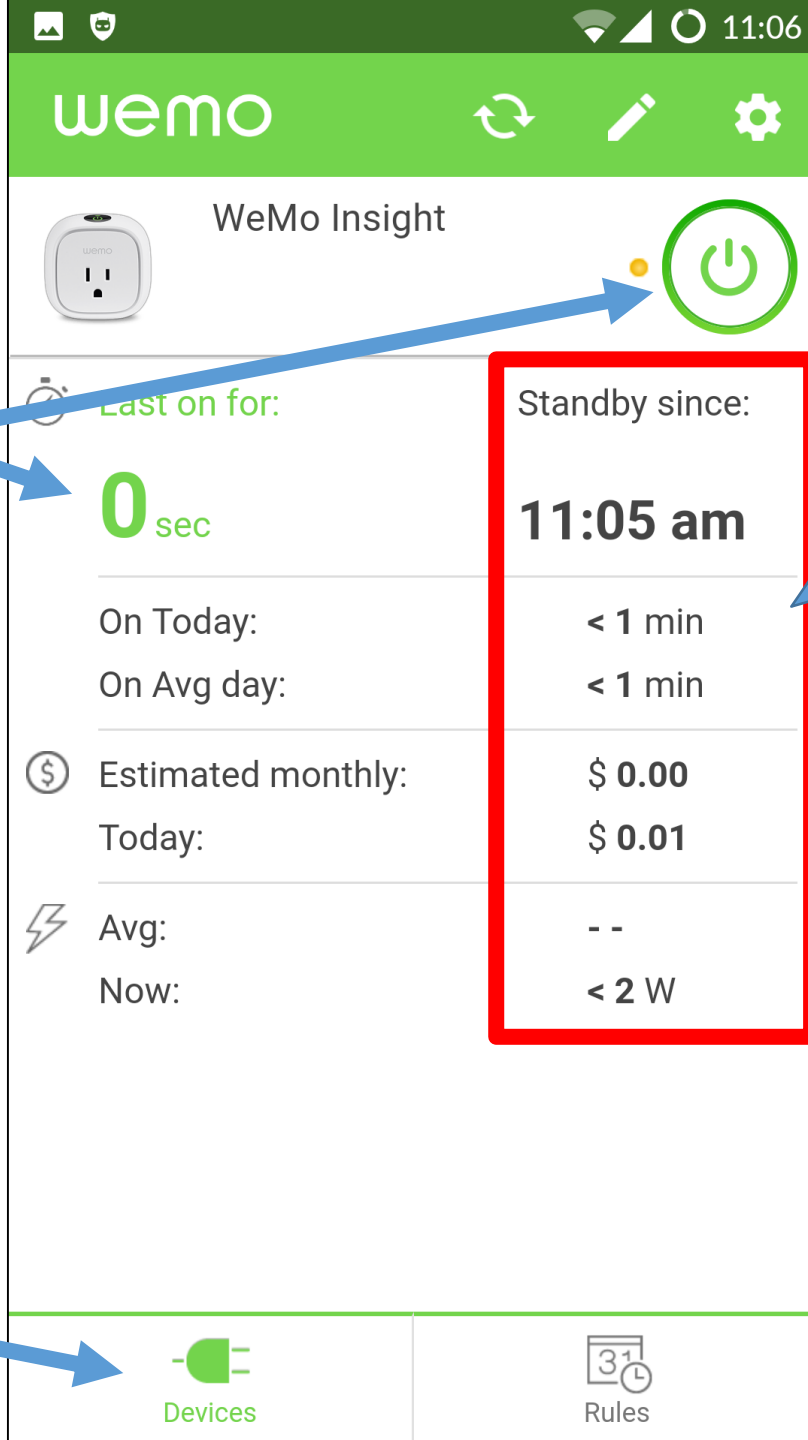 11:06
wemo
WeMo Insight
wemo
Last on for:
Standby since:
0 sec
11:05 am
On Today: < 1 min
On Avg day: < 1 min
$
Estimated monthly: $ 0.00
Today: $ 0.01
Avg: - -
Now: < 2 W
31
Devices
Rules